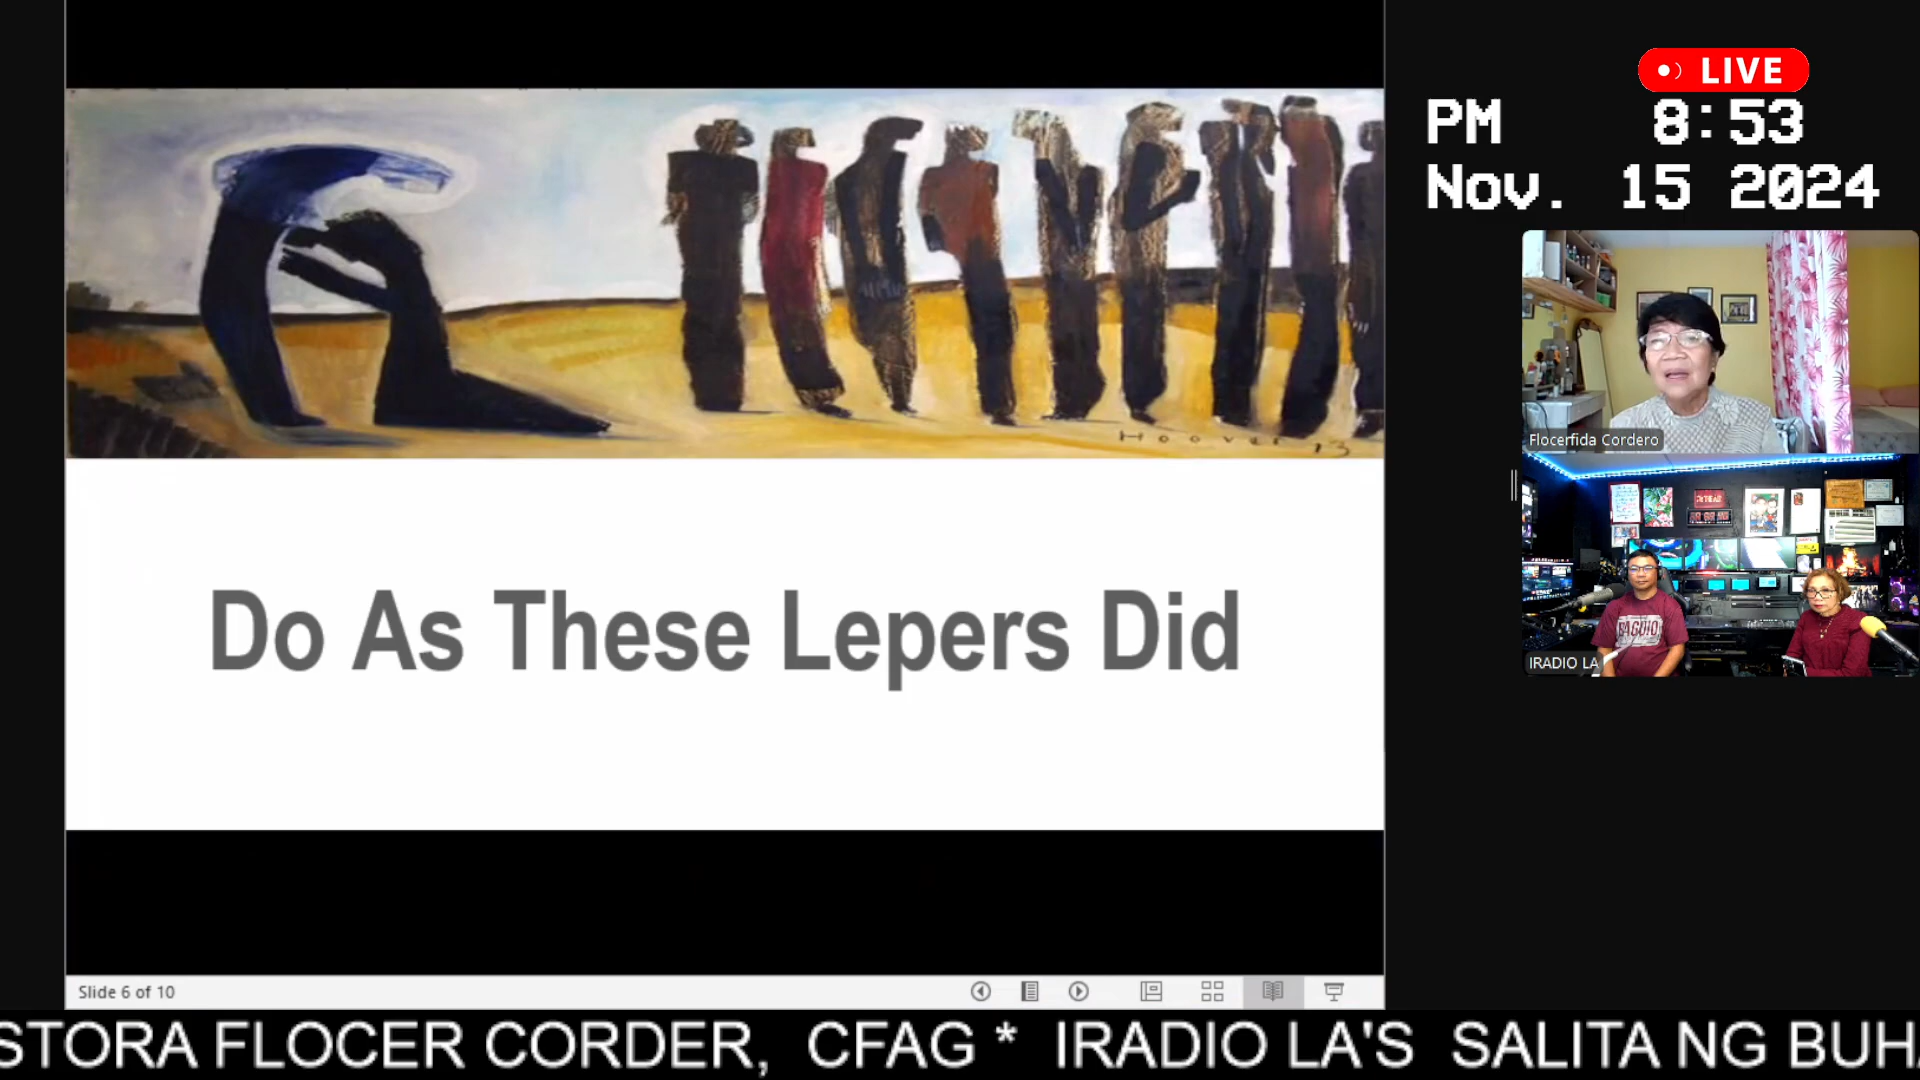 LIVE
PM 8:53
Nov. 15 2024
Hoover 13
Do As These Lepers Did
Flocerfida Cordero
BAGUIO
IRADIO LA
Slide 6 of 10
STORA FLOCER CORDER, CFAG * IRADIO LA'S SALITA NG BUHA